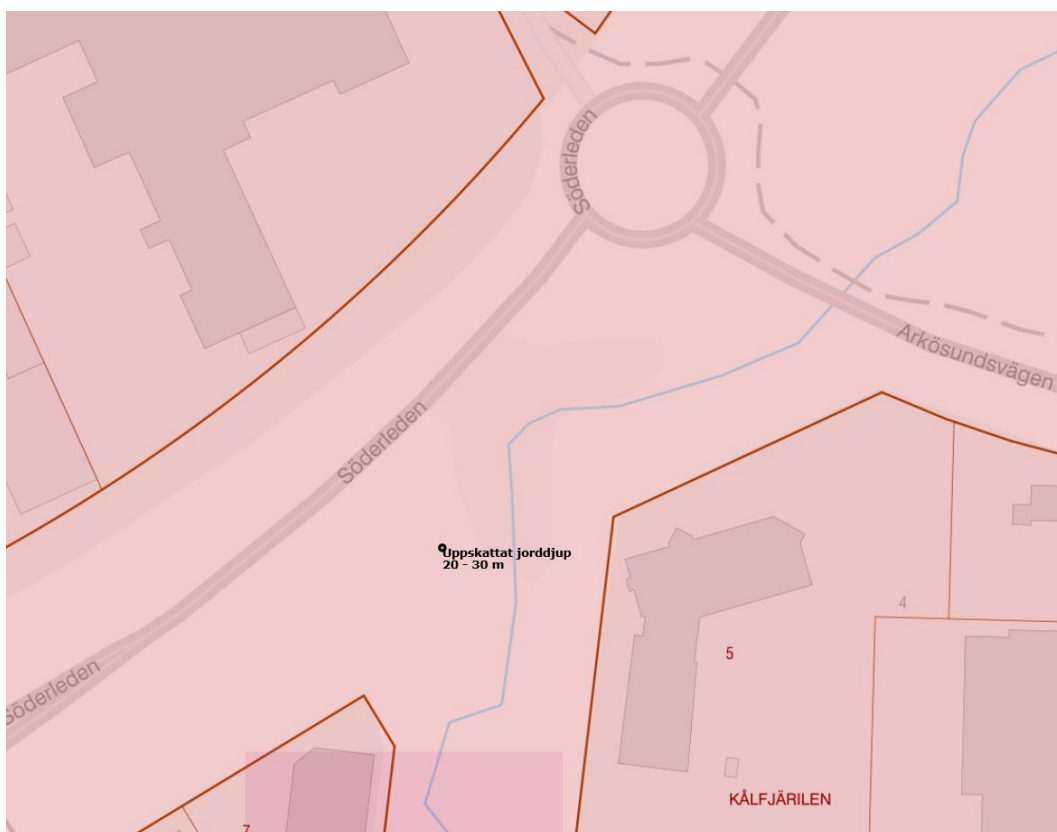 Söderleden
Arkösundsvägen
Söderleden
Uppskattat jorddjup
20 - 30 m
4
5
Söderleden
KÅLFJÄRILEN
7